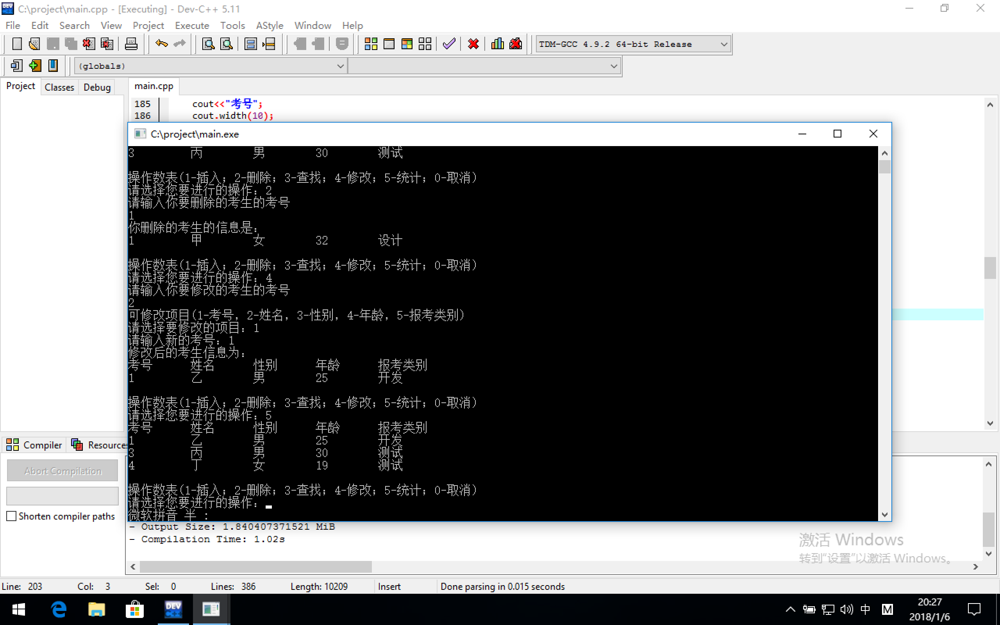 C:\project\main.cpp - [Executing] - Dev-C++ 5.11
File Edit Search View Project Execute Tools AStyle Window Help
TDM-GCC 4.9.2 64-bit Release
(globals)
Project Classes Debug main.cpp
185 cout<<"考号";
186 cout.width(10);
C:\project\main.exe
3 丙 男 30 测试
操作数表(1-插入；2-删除；3-查找；4-修改；5-统计；0-取消)
请选择您要进行的操作：2
请输入你要删除的考生的考号
1
你删除的考生的信息是：
1 甲 女 32 设计
操作数表(1-插入；2-删除；3-查找；4-修改；5-统计；0-取消)
请选择您要进行的操作：4
请输入你要修改的考生的考号
2
可修改项目(1-考号，2-姓名，3-性别，4-年龄，5-报考类别)
请选择要修改的项目：1
请输入新的考号：1
修改后的考生信息为：
考号 姓名 性别 年龄 报考类别
1 乙 男 25 开发
操作数表(1-插入；2-删除；3-查找；4-修改；5-统计；0-取消)
请选择您要进行的操作：5
考号 姓名 性别 年龄 报考类别
1 乙 男 25 开发
3 丙 男 30 测试
4 丁 女 19 测试
操作数表(1-插入；2-删除；3-查找；4-修改；5-统计；0-取消)
请选择您要进行的操作：
微软拼音 半 :
Compiler Resources
Abort Compilation
Shorten compiler paths
- Output Size: 1.840407371521 MiB
- Compilation Time: 1.02s
激活 Windows
转到"设置"以激活 Windows。
Line: 203 Col: 3 Sel: 0 Lines: 386 Length: 10209 Insert Done parsing in 0.015 seconds
DEV C++
中 M 20:27
2018/1/6